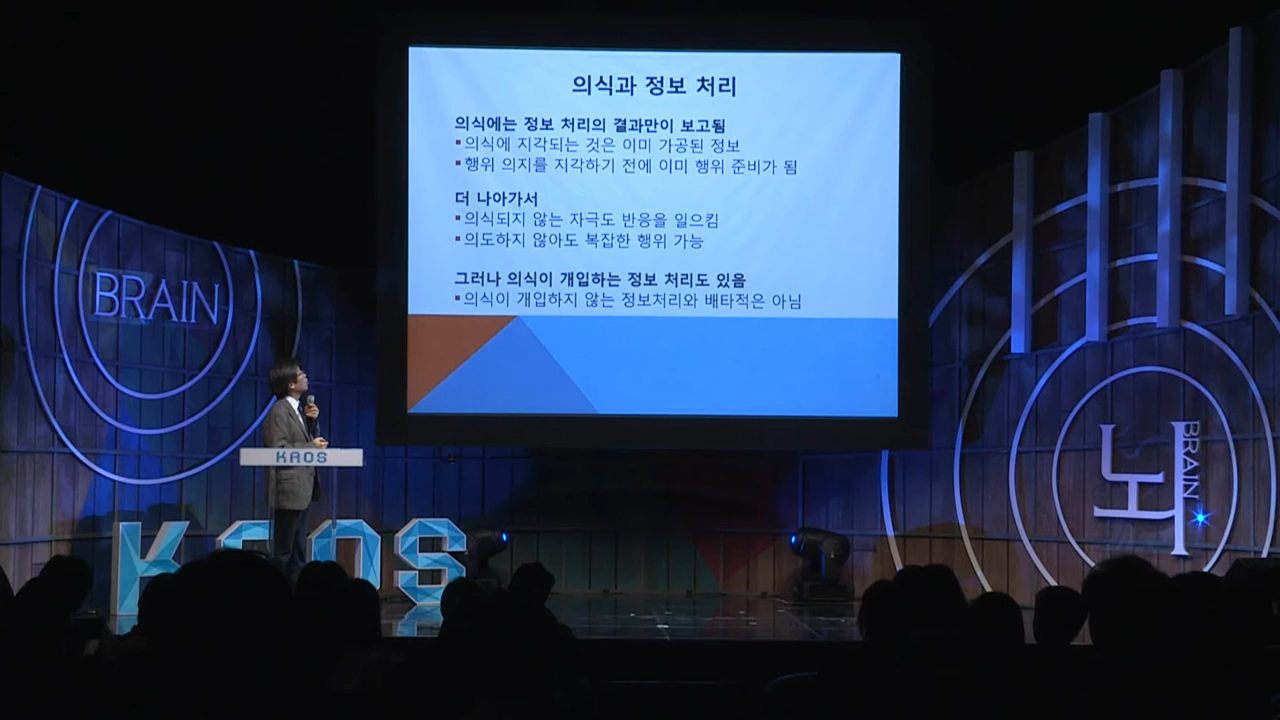 의식과 정보 처리
의식에는 정보 처리의 결과만이 보고됨
▪의식에 지각되는 것은 이미 가공된 정보
▪행위 의지를 지각하기 전에 이미 행위 준비가 됨
더 나아가서
▪의식되지 않는 자극도 반응을 일으킴
▪의도하지 않아도 복잡한 행위 가능
그러나 의식이 개입하는 정보 처리도 있음
▪의식이 개입하지 않는 정보처리와 배타적은 아님
BRAIN
KAOS
KAOS
뇌
BRAIN